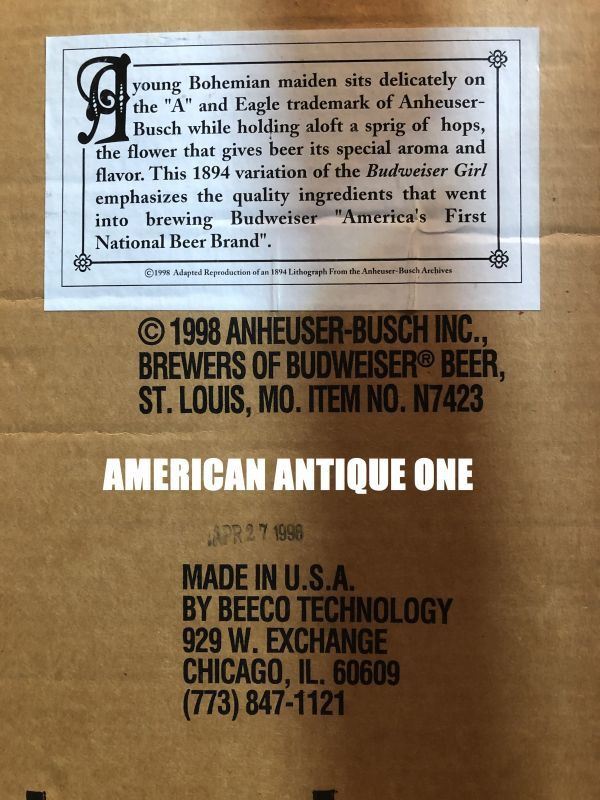 A young Bohemian maiden sits delicately on
the "A" and Eagle trademark of Anheuser-
Busch while holding aloft a sprig of hops,
the flower that gives beer its special aroma and
flavor. This 1894 variation of the Budweiser Girl
emphasizes the quality ingredients that went
into brewing Budweiser "America's First
National Beer Brand".
©1998 Adapted Reproduction of an 1894 Lithograph From the Anheuser-Busch Archives
© 1998 ANHEUSER-BUSCH INC.,
BREWERS OF BUDWEISER® BEER,
ST. LOUIS, MO. ITEM NO. N7423
AMERICAN ANTIQUE ONE
APR 27 1998
MADE IN U.S.A.
BY BEECO TECHNOLOGY
929 W. EXCHANGE
CHICAGO, IL. 60609
(773) 847-1121